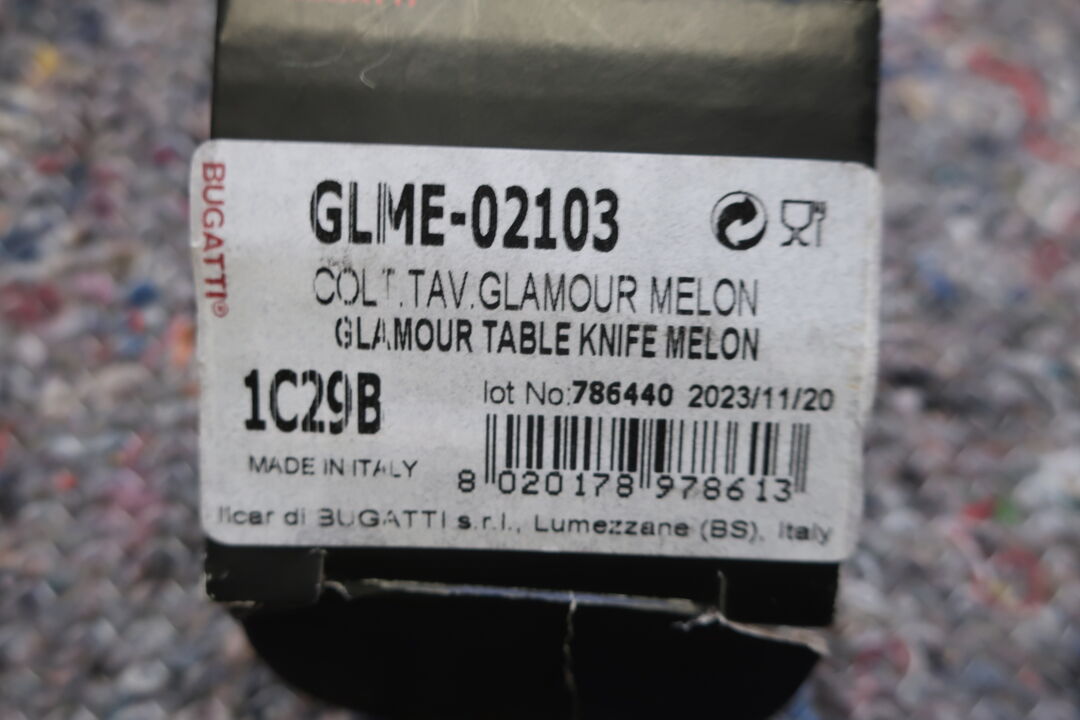 BUGATTI®
GLME-02103
COLT.TAV.GLAMOUR MELON
GLAMOUR TABLE KNIFE MELON
1C29B
lot No:786440 2023/11/20
MADE IN ITALY
8 020178 978613
Ilcar di BUGATTI s.r.l., Lumezzane (BS), Italy